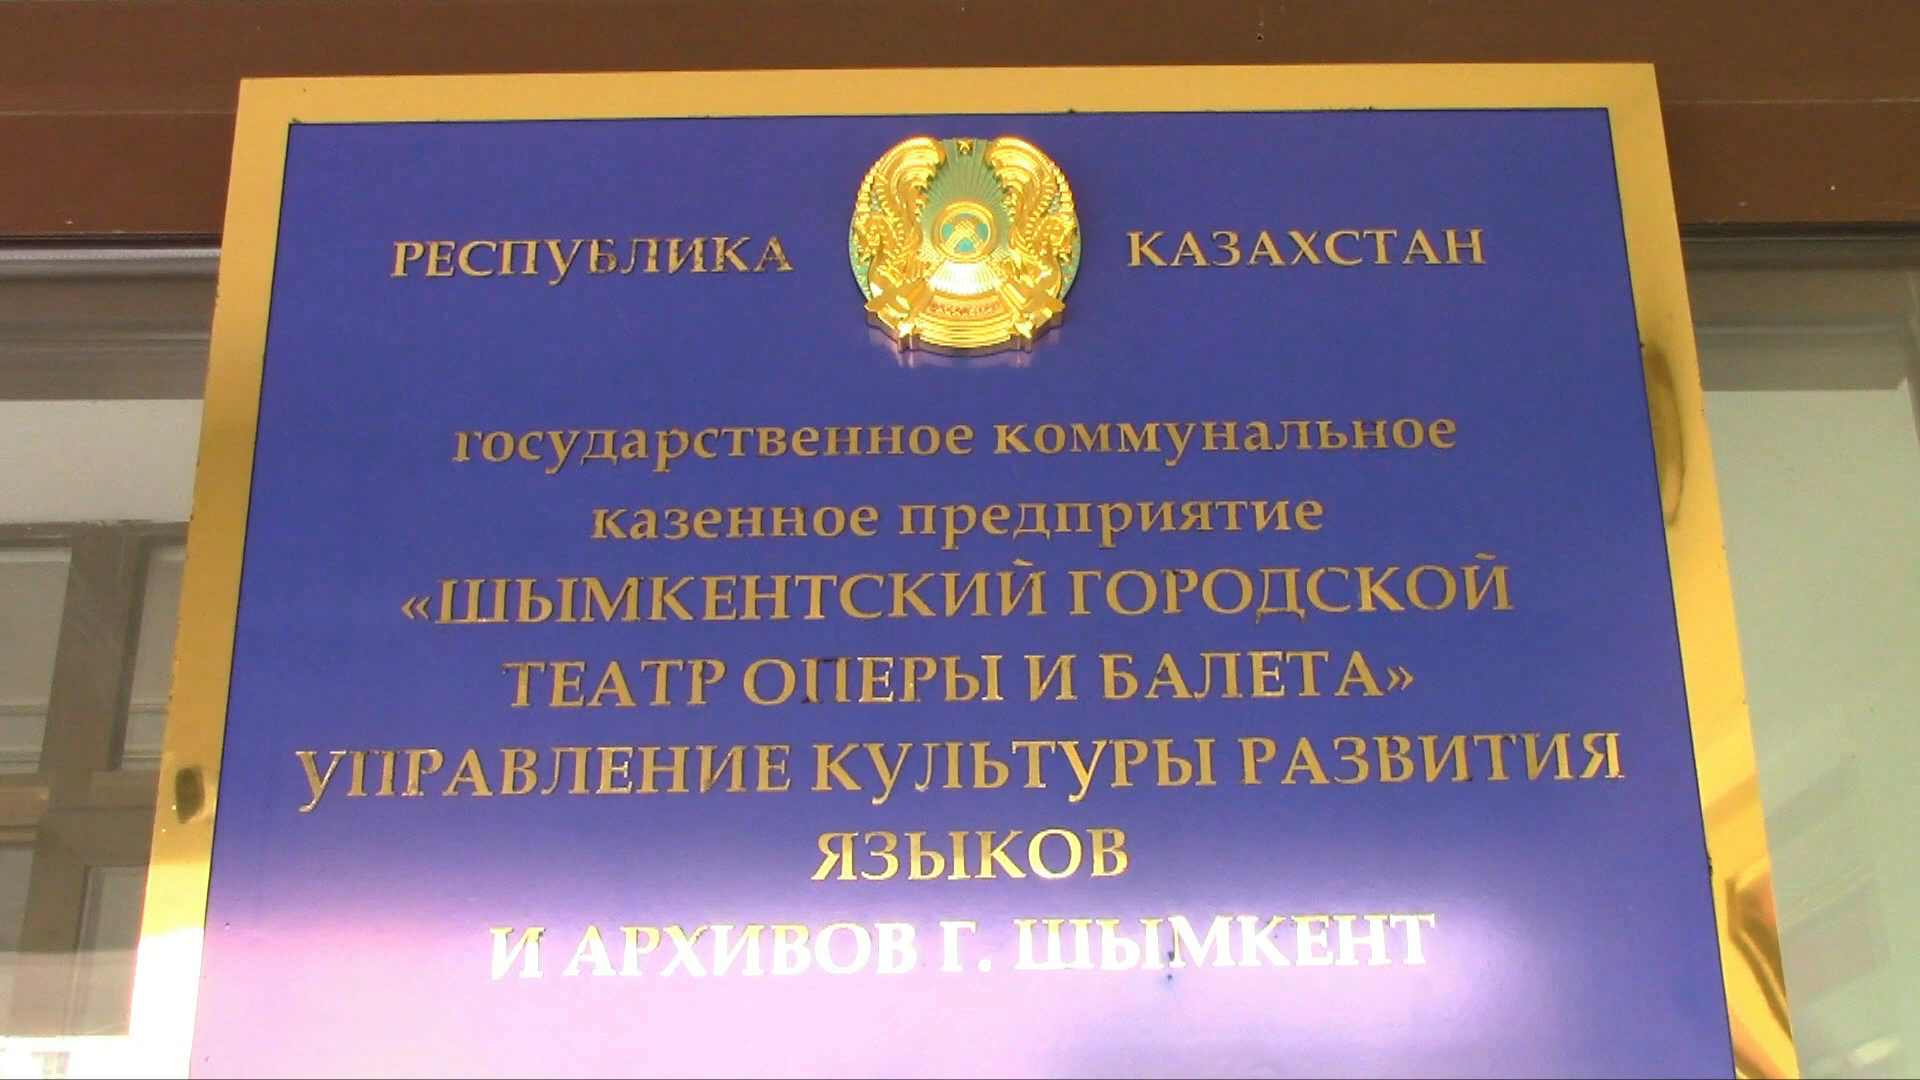 РЕСПУБЛИКА КАЗАХСТАН
государственное коммунальное
казенное предприятие
«ШЫМКЕНТСКИЙ ГОРОДСКОЙ
ТЕАТР ОПЕРЫ И БАЛЕТА»
УПРАВЛЕНИЕ КУЛЬТУРЫ РАЗВИТИЯ
ЯЗЫКОВ
И АРХИВОВ Г. ШЫМКЕНТ